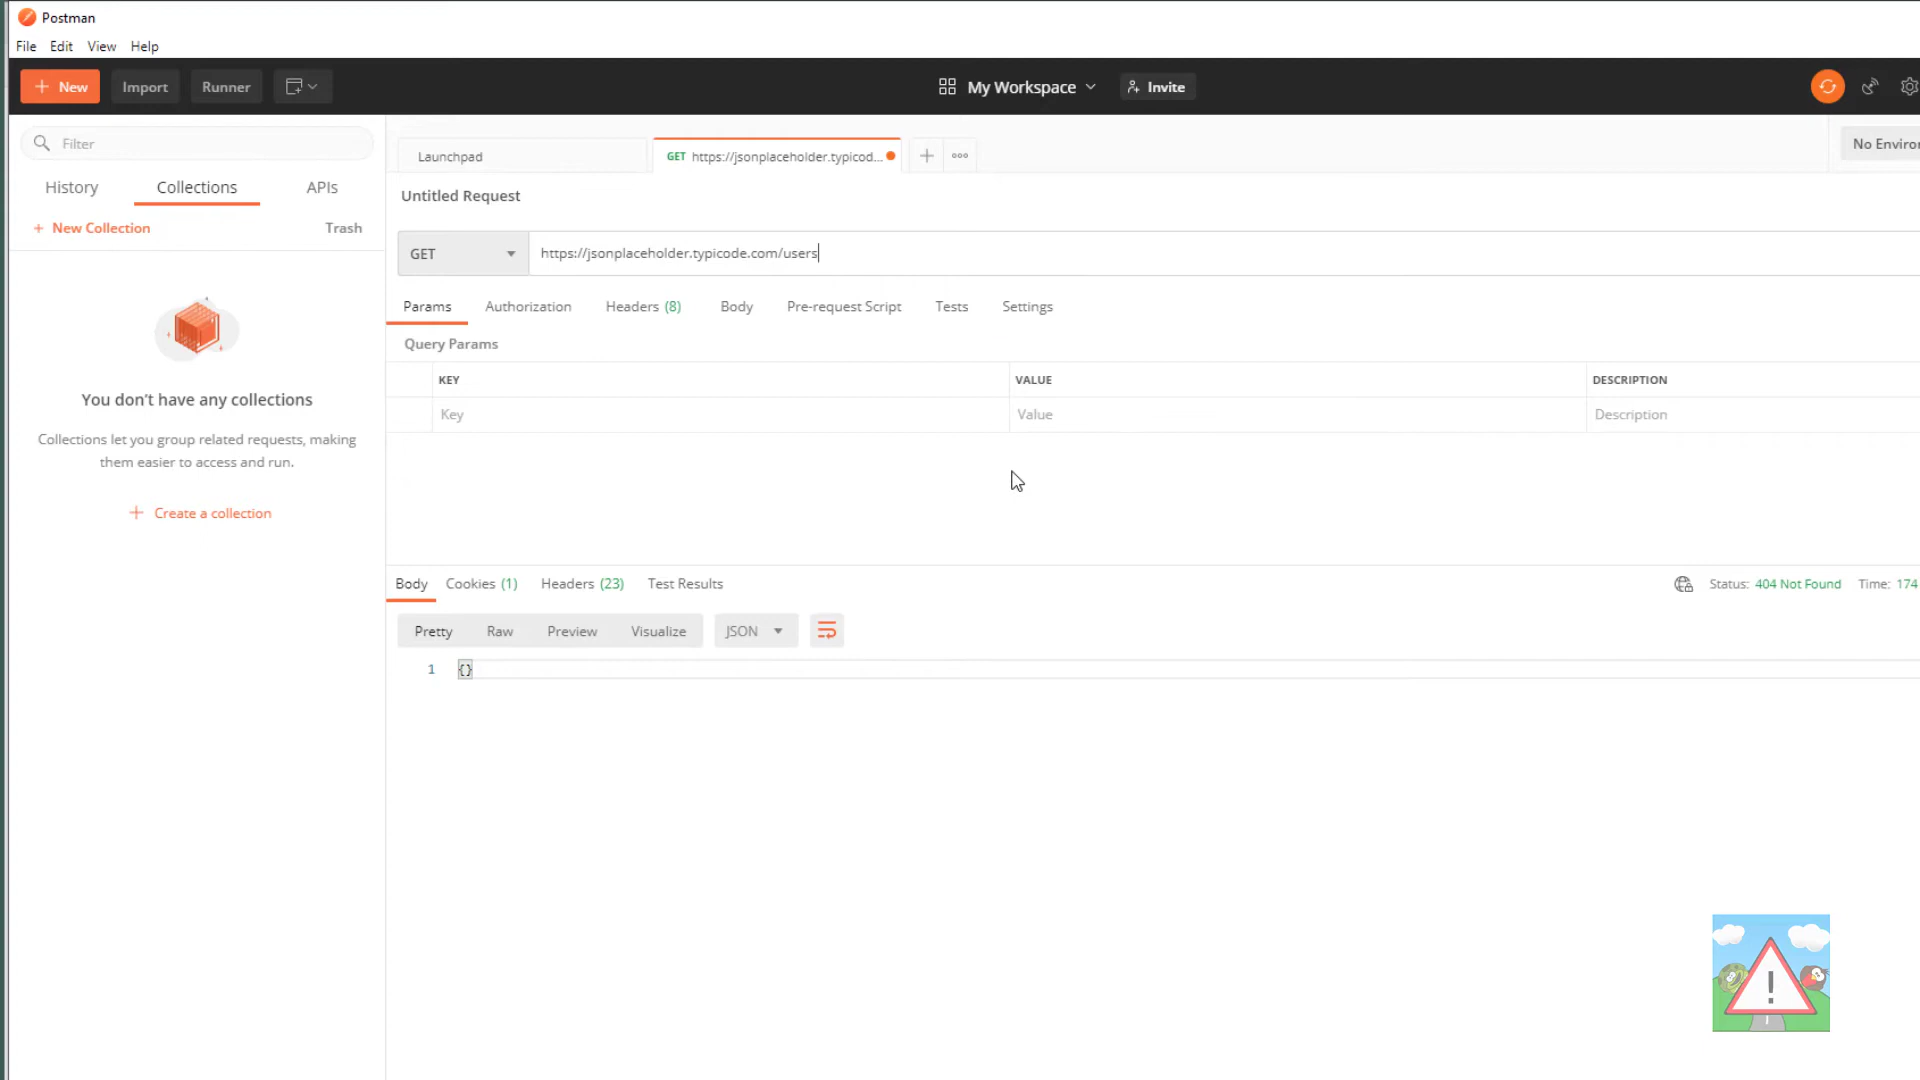 Postman
File Edit View Help
+ New Import Runner My Workspace Invite
Filter
History Collections APIs
+ New Collection Trash
You don't have any collections
Collections let you group related requests, making
them easier to access and run.
+ Create a collection
Launchpad GET https://jsonplaceholder.typicod... + ooo No Environ
Untitled Request
GET https://jsonplaceholder.typicode.com/users
Params Authorization Headers (8) Body Pre-request Script Tests Settings
Query Params
KEY VALUE DESCRIPTION
Key Value Description
Body Cookies (1) Headers (23) Test Results Status: 404 Not Found Time: 174
Pretty Raw Preview Visualize JSON
1 {}
!